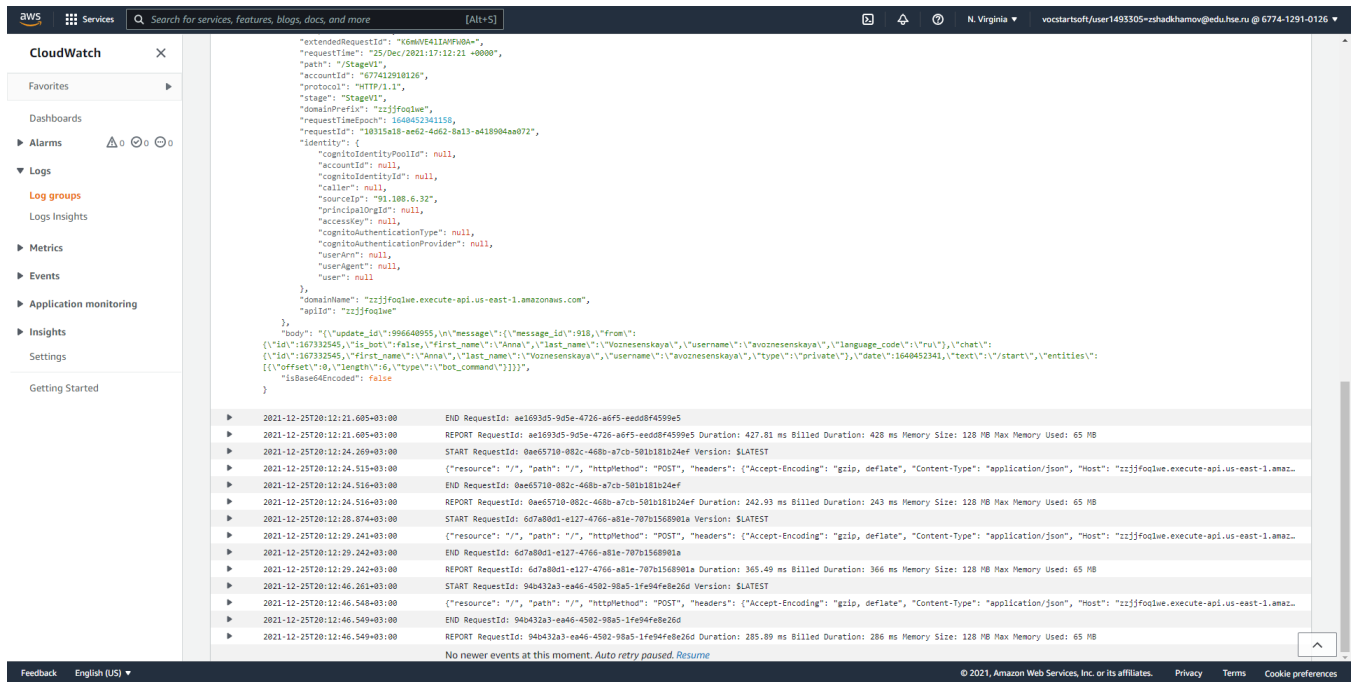 aws Services Search for services, features, blogs, docs, and more [Alt+S] N. Virginia ▼ vocstartsoft/user1493305=zshadkhamov@edu.hse.ru @ 6774-1291-0126 ▼
CloudWatch
Favorites
Dashboards
Alarms 0 0 0
Logs
Log groups
Logs Insights
Metrics
Events
Application monitoring
Insights
Settings
Getting Started
"extendedRequestId": "K6mWVE41IAMFW0A=",
"requestTime": "25/Dec/2021:17:12:21 +0000",
"path": "/StageV1",
"accountId": "677412910126",
"protocol": "HTTP/1.1",
"stage": "StageV1",
"domainPrefix": "zzjjfoq1we",
"requestTimeEpoch": 1640452341158,
"requestId": "10315a18-ae62-4d62-8a13-a418904aa072",
"identity": {
"cognitoIdentityPoolId": null,
"accountId": null,
"cognitoIdentityId": null,
"caller": null,
"sourceIp": "91.108.6.32",
"principalOrgId": null,
"accessKey": null,
"cognitoAuthenticationType": null,
"cognitoAuthenticationProvider": null,
"userArn": null,
"userAgent": null,
"user": null
},
"domainName": "zzjjfoq1we.execute-api.us-east-1.amazonaws.com",
"apiId": "zzjjfoq1we"
},
"body": "{\"update_id\":996640955,\n\"message\":{\"message_id\":918,\"from\":
{\"id\":167332545,\"is_bot\":false,\"first_name\":\"Anna\",\"last_name\":\"Voznesenskaya\",\"username\":\"avoznesenskaya\",\"language_code\":\"ru\"},\"chat\":
{\"id\":167332545,\"first_name\":\"Anna\",\"last_name\":\"Voznesenskaya\",\"username\":\"avoznesenskaya\",\"type\":\"private\"},\"date\":1640452341,\"text\":\"/start\",\"entities\":
[{\"offset\":0,\"length\":6,\"type\":\"bot_command\"}]}}",
"isBase64Encoded": false
}
2021-12-25T20:12:21.605+03:00 END RequestId: ae1693d5-9d5e-4726-a6f5-eedd8f4599e5
2021-12-25T20:12:21.605+03:00 REPORT RequestId: ae1693d5-9d5e-4726-a6f5-eedd8f4599e5 Duration: 427.81 ms Billed Duration: 428 ms Memory Size: 128 MB Max Memory Used: 65 MB
2021-12-25T20:12:24.269+03:00 START RequestId: 0ae65710-082c-468b-a7cb-501b181b24ef Version: $LATEST
2021-12-25T20:12:24.515+03:00 {"resource": "/", "path": "/", "httpMethod": "POST", "headers": {"Accept-Encoding": "gzip, deflate", "Content-Type": "application/json", "Host": "zzjjfoq1we.execute-api.us-east-1.amaz…
2021-12-25T20:12:24.516+03:00 END RequestId: 0ae65710-082c-468b-a7cb-501b181b24ef
2021-12-25T20:12:24.516+03:00 REPORT RequestId: 0ae65710-082c-468b-a7cb-501b181b24ef Duration: 242.93 ms Billed Duration: 243 ms Memory Size: 128 MB Max Memory Used: 65 MB
2021-12-25T20:12:28.874+03:00 START RequestId: 6d7a80d1-e127-4766-a81e-707b1568901a Version: $LATEST
2021-12-25T20:12:29.241+03:00 {"resource": "/", "path": "/", "httpMethod": "POST", "headers": {"Accept-Encoding": "gzip, deflate", "Content-Type": "application/json", "Host": "zzjjfoq1we.execute-api.us-east-1.amaz…
2021-12-25T20:12:29.242+03:00 END RequestId: 6d7a80d1-e127-4766-a81e-707b1568901a
2021-12-25T20:12:29.242+03:00 REPORT RequestId: 6d7a80d1-e127-4766-a81e-707b1568901a Duration: 365.49 ms Billed Duration: 366 ms Memory Size: 128 MB Max Memory Used: 65 MB
2021-12-25T20:12:46.261+03:00 START RequestId: 94b432a3-ea46-4502-98a5-1fe94fe8e26d Version: $LATEST
2021-12-25T20:12:46.548+03:00 {"resource": "/", "path": "/", "httpMethod": "POST", "headers": {"Accept-Encoding": "gzip, deflate", "Content-Type": "application/json", "Host": "zzjjfoq1we.execute-api.us-east-1.amaz…
2021-12-25T20:12:46.549+03:00 END RequestId: 94b432a3-ea46-4502-98a5-1fe94fe8e26d
2021-12-25T20:12:46.549+03:00 REPORT RequestId: 94b432a3-ea46-4502-98a5-1fe94fe8e26d Duration: 285.89 ms Billed Duration: 286 ms Memory Size: 128 MB Max Memory Used: 65 MB
No newer events at this moment. Auto retry paused. Resume
Feedback English (US) ▼ © 2021, Amazon Web Services, Inc. or its affiliates. Privacy Terms Cookie preferences